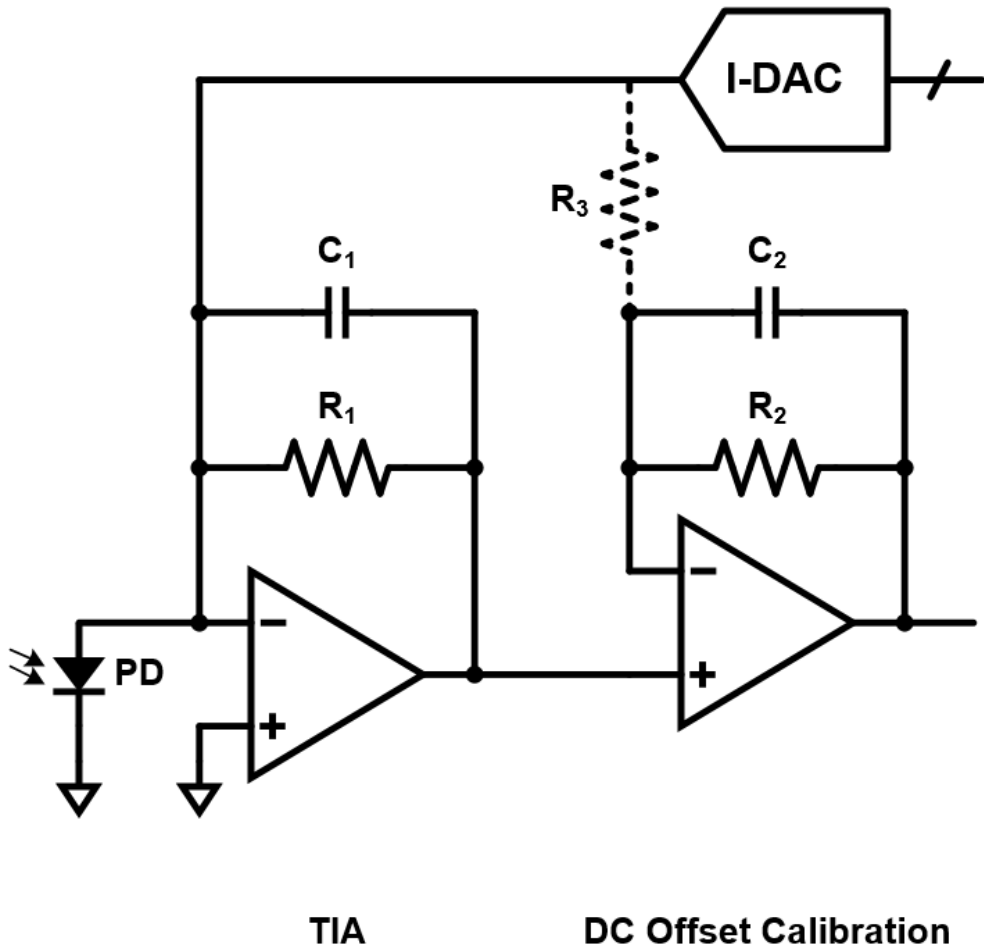 I-DAC
R₃
C₁
C₂
R₁
R₂
−
−
PD
+
+
TIA
DC Offset Calibration